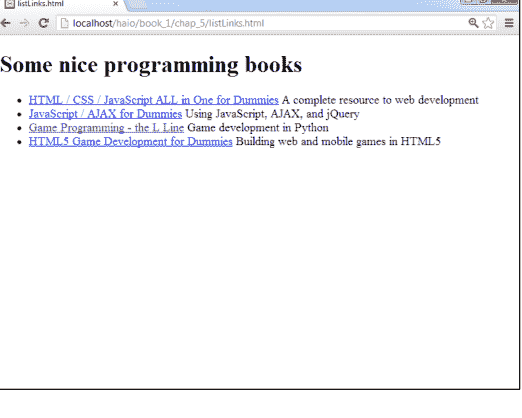 listLinks.html
localhost/haio/book_1/chap_5/listLinks.html
Some nice programming books
HTML / CSS / JavaScript ALL in One for Dummies A complete resource to web development
JavaScript / AJAX for Dummies Using JavaScript, AJAX, and jQuery
Game Programming - the L Line Game development in Python
HTML5 Game Development for Dummies Building web and mobile games in HTML5